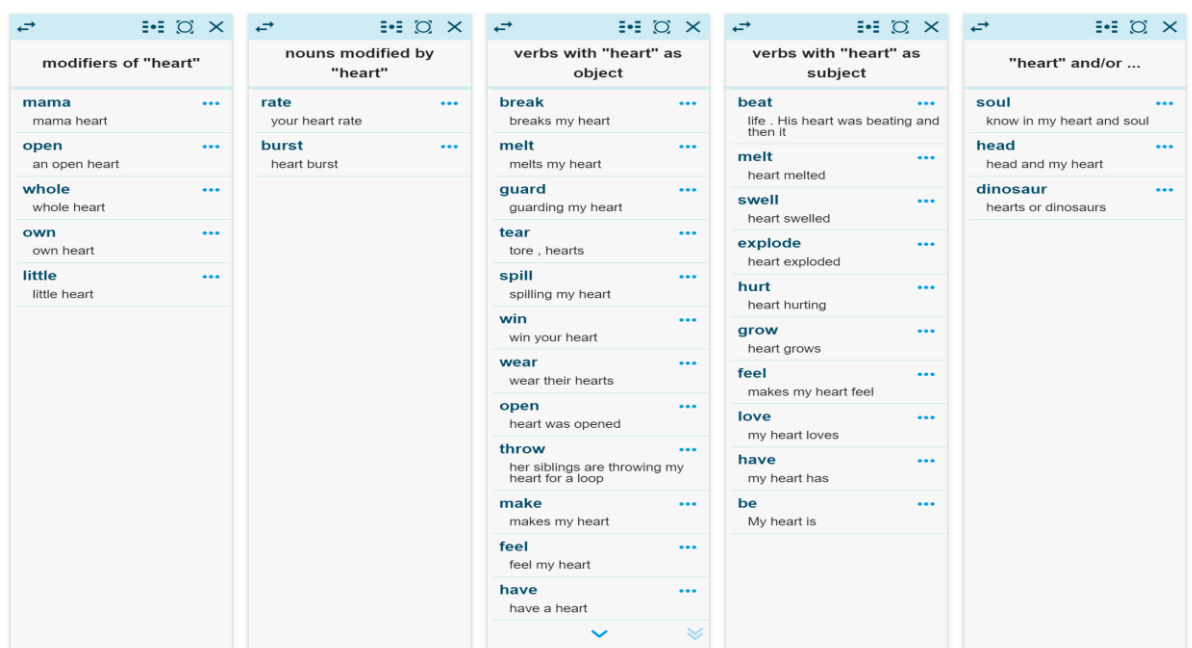 modifiers of "heart"
mama
mama heart
open
an open heart
whole
whole heart
own
own heart
little
little heart
nouns modified by
"heart"
rate
your heart rate
burst
heart burst
verbs with "heart" as
object
break
breaks my heart
melt
melts my heart
guard
guarding my heart
tear
tore , hearts
spill
spilling my heart
win
win your heart
wear
wear their hearts
open
heart was opened
throw
her siblings are throwing my
heart for a loop
make
makes my heart
feel
feel my heart
have
have a heart
verbs with "heart" as
subject
beat
life . His heart was beating and
then it
melt
heart melted
swell
heart swelled
explode
heart exploded
hurt
heart hurting
grow
heart grows
feel
makes my heart feel
love
my heart loves
have
my heart has
be
My heart is
"heart" and/or ...
soul
know in my heart and soul
head
head and my heart
dinosaur
hearts or dinosaurs